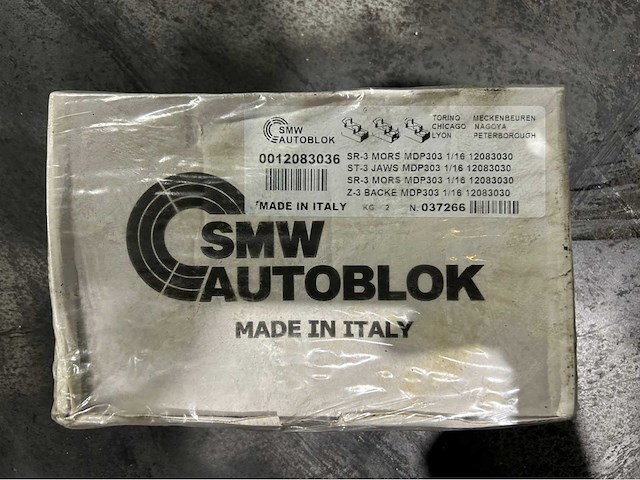 SMW
AUTOBLOK
TORINO MECKENBEUREN
CHICAGO NAGOYA
LYON PETERBOROUGH
0012083036
SR-3 MORS MDP303 1/16 12083030
ST-3 JAWS MDP303 1/16 12083030
SR-3 MORS MDP303 1/16 12083030
Z-3 BACKE MDP303 1/16 12083030
MADE IN ITALY KG 2 N. 037266
SMW
AUTOBLOK
MADE IN ITALY